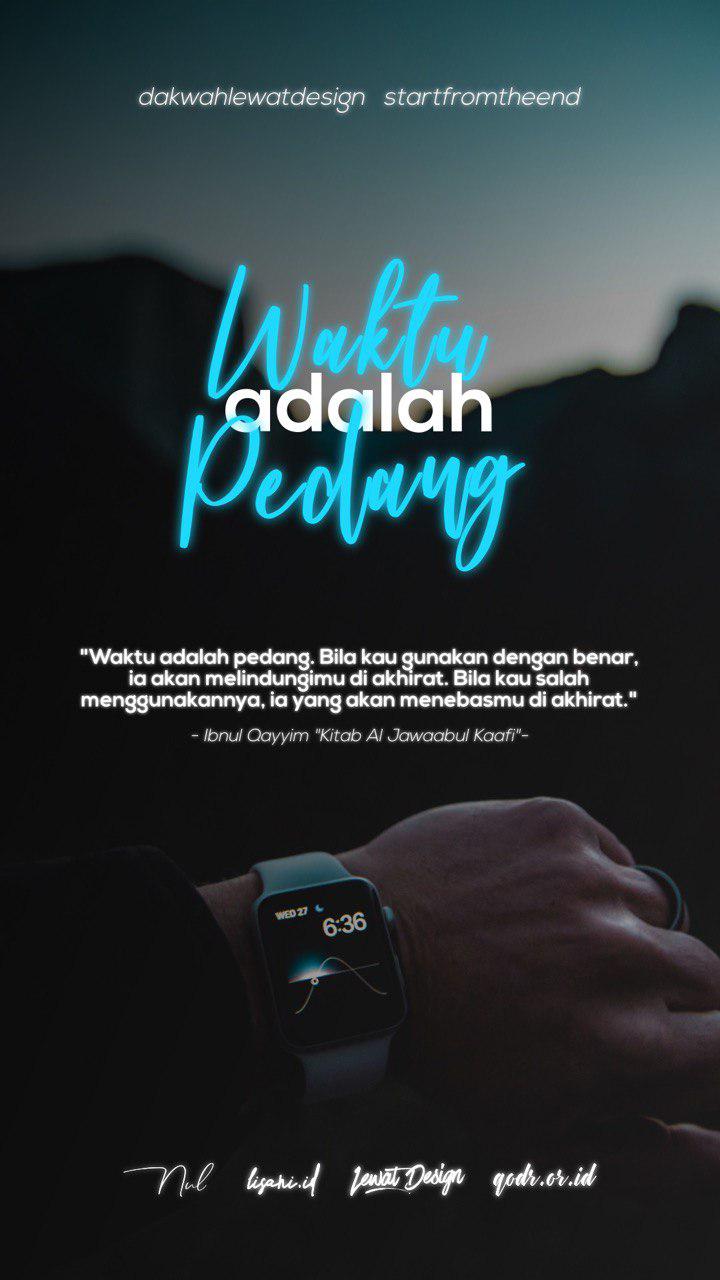 dakwahlewatdesign startfromtheend
Waktu
adalah
Pedang
"Waktu adalah pedang. Bila kau gunakan dengan benar,
ia akan melindungimu di akhirat. Bila kau salah
menggunakannya, ia yang akan menebasmu di akhirat."
- Ibnul Qayyim "Kitab Al Jawaabul Kaafi"-
WED 27
6:36
Nul lisani.id Lewat Design qodr.or.id